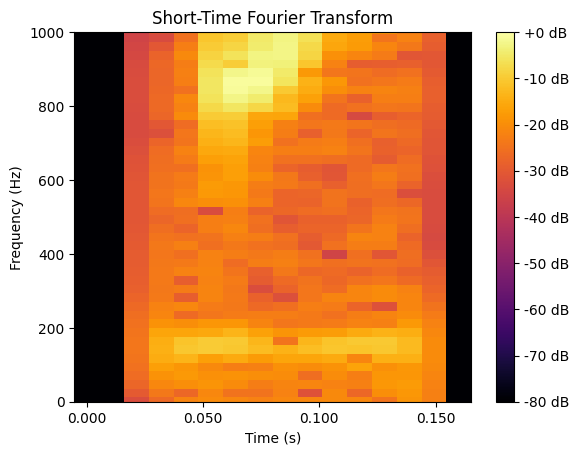 Short-Time Fourier Transform
1000
800
600
400
200
0
Frequency (Hz)
0.000
0.050
0.100
0.150
Time (s)
+0 dB
-10 dB
-20 dB
-30 dB
-40 dB
-50 dB
-60 dB
-70 dB
-80 dB